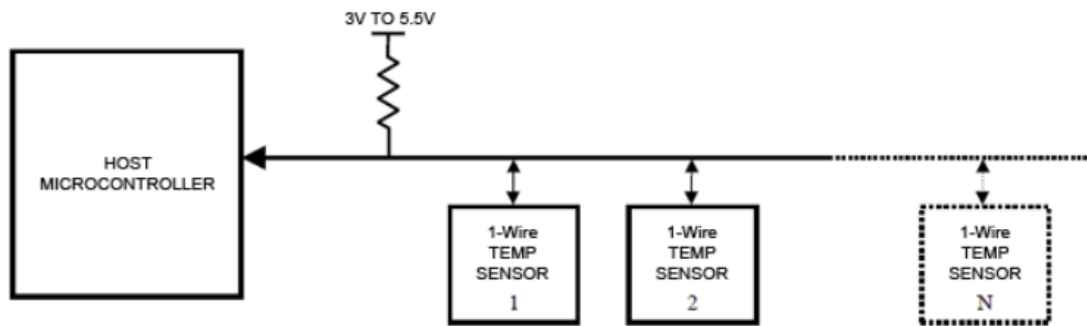 3V TO 5.5V
HOST
MICROCONTROLLER
1-Wire
TEMP
SENSOR
1
1-Wire
TEMP
SENSOR
2
1-Wire
TEMP
SENSOR
N